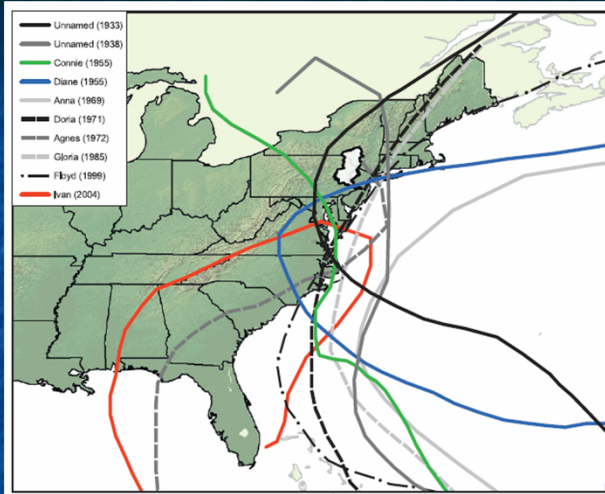 Unnamed (1933)
Unnamed (1938)
Connie (1955)
Diane (1955)
Anna (1969)
Doria (1971)
Agnes (1972)
Gloria (1985)
Floyd (1999)
Ivan (2004)